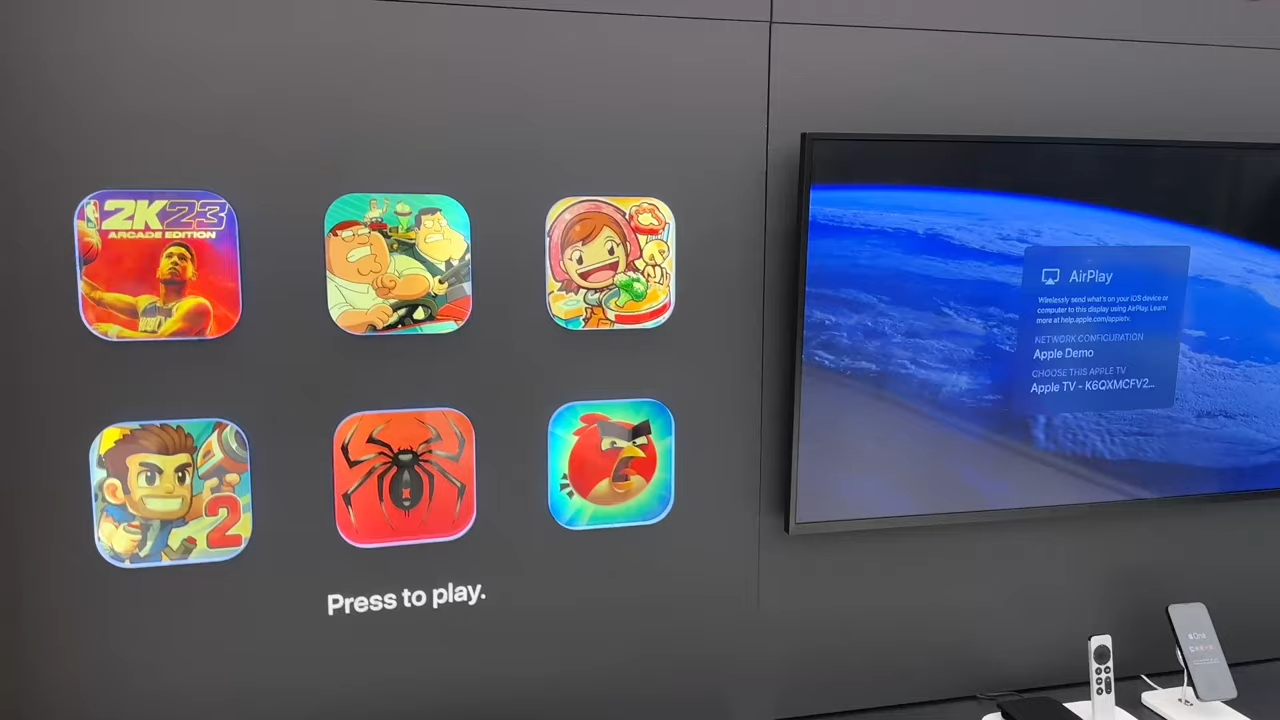 2K23
ARCADE EDITION
2
Press to play.
AirPlay
Wirelessly send what's on your iOS device or
computer to this display using AirPlay. Learn
more at help.apple.com/appletv.
NETWORK CONFIGURATION
Apple Demo
CHOOSE THIS APPLE TV
Apple TV - K6QXMCFV2...
One